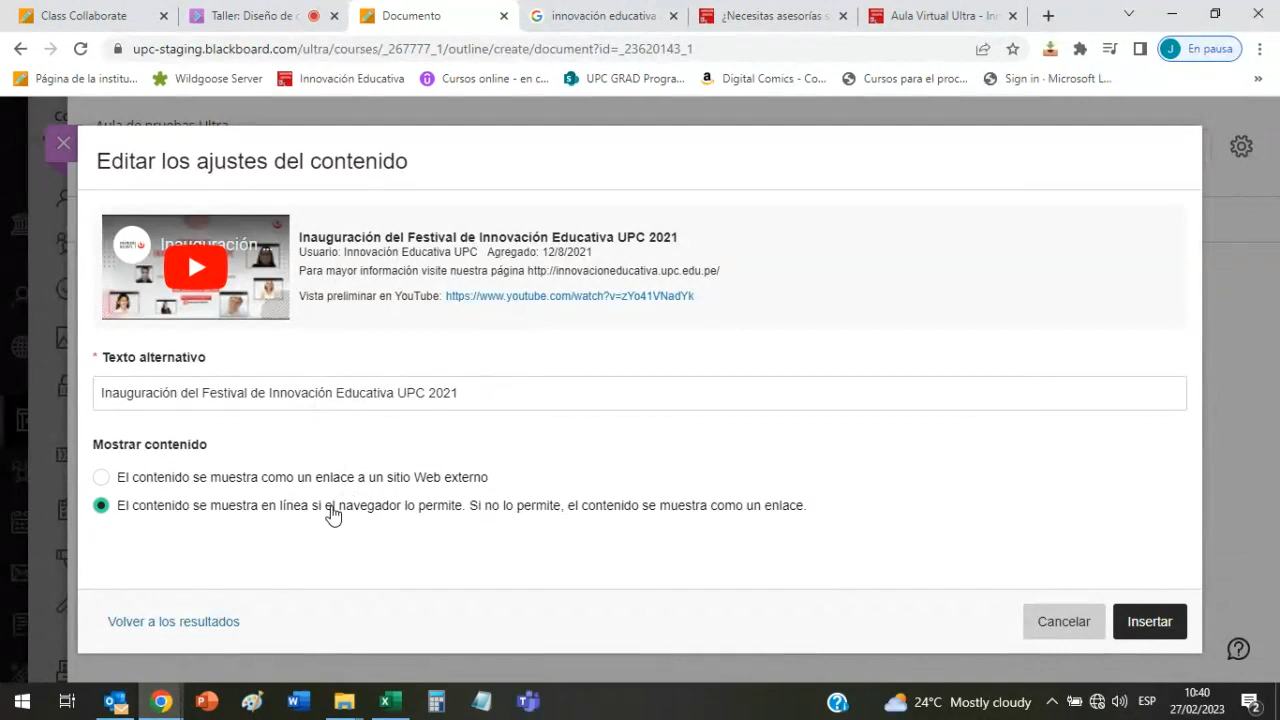 Class Collaborate
Taller: Diseño de c
Documento
innovación educativa
¿Necesitas asesorías s
Aula Virtual Ultra - Inn
upc-staging.blackboard.com/ultra/courses/_267777_1/outline/create/document?id=_23620143_1
J En pausa
Página de la institu...
Wildgoose Server
Innovación Educativa
Cursos online - en c...
UPC GRAD Progra...
Digital Comics - Co...
Cursos para el proc...
Sign in · Microsoft L...
»
Aula de pruebas Ultra
Editar los ajustes del contenido
Inauguración ...
Inauguración del Festival de Innovación Educativa UPC 2021
Usuario: Innovación Educativa UPC Agregado: 12/8/2021
Para mayor información visite nuestra página http://innovacioneducativa.upc.edu.pe/
Vista preliminar en YouTube: https://www.youtube.com/watch?v=zYo41VNadYk
* Texto alternativo
Inauguración del Festival de Innovación Educativa UPC 2021
Mostrar contenido
El contenido se muestra como un enlace a un sitio Web externo
El contenido se muestra en línea si el navegador lo permite. Si no lo permite, el contenido se muestra como un enlace.
Volver a los resultados
Cancelar
Insertar
24°C Mostly cloudy
ESP
10:40
27/02/2023
2